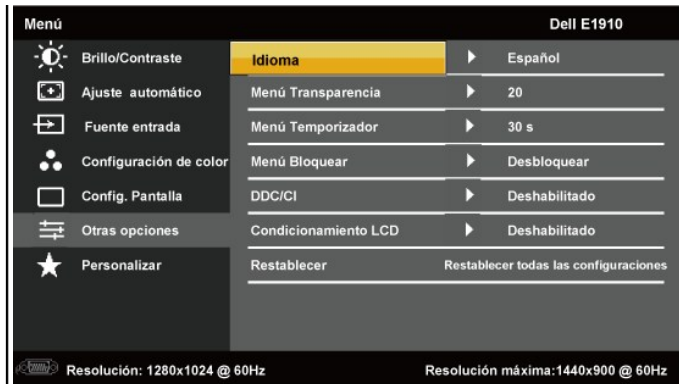 Menú Dell E1910
Brillo/Contraste Idioma Español
Ajuste automático Menú Transparencia 20
Fuente entrada Menú Temporizador 30 s
Configuración de color Menú Bloquear Desbloquear
Config. Pantalla DDC/CI Deshabilitado
Otras opciones Condicionamiento LCD Deshabilitado
Personalizar Restablecer Restablecer todas las configuraciones
Resolución: 1280x1024 @ 60Hz Resolución máxima:1440x900 @ 60Hz